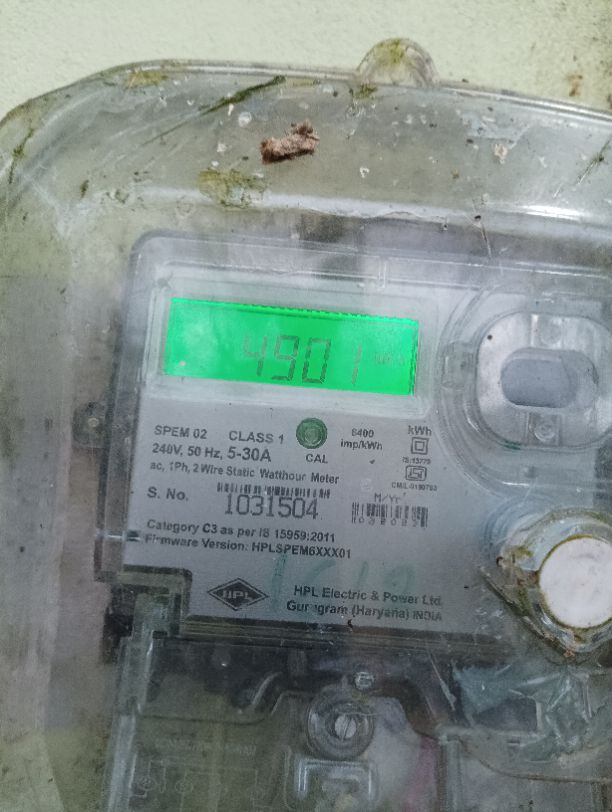 4901
SPEM 02 CLASS 1 6400 imp/kWh kWh
240V, 50 Hz, 5-30A CAL IS:13779
ac, 1Ph, 2 Wire Static Watthour Meter
M/Yr
S. No. 1031504
Category C3 as per IS 15959:2011
Firmware Version: HPLSPEM6XXX01
HPL
HPL Electric & Power Ltd.
Gurugram (Haryana) INDIA